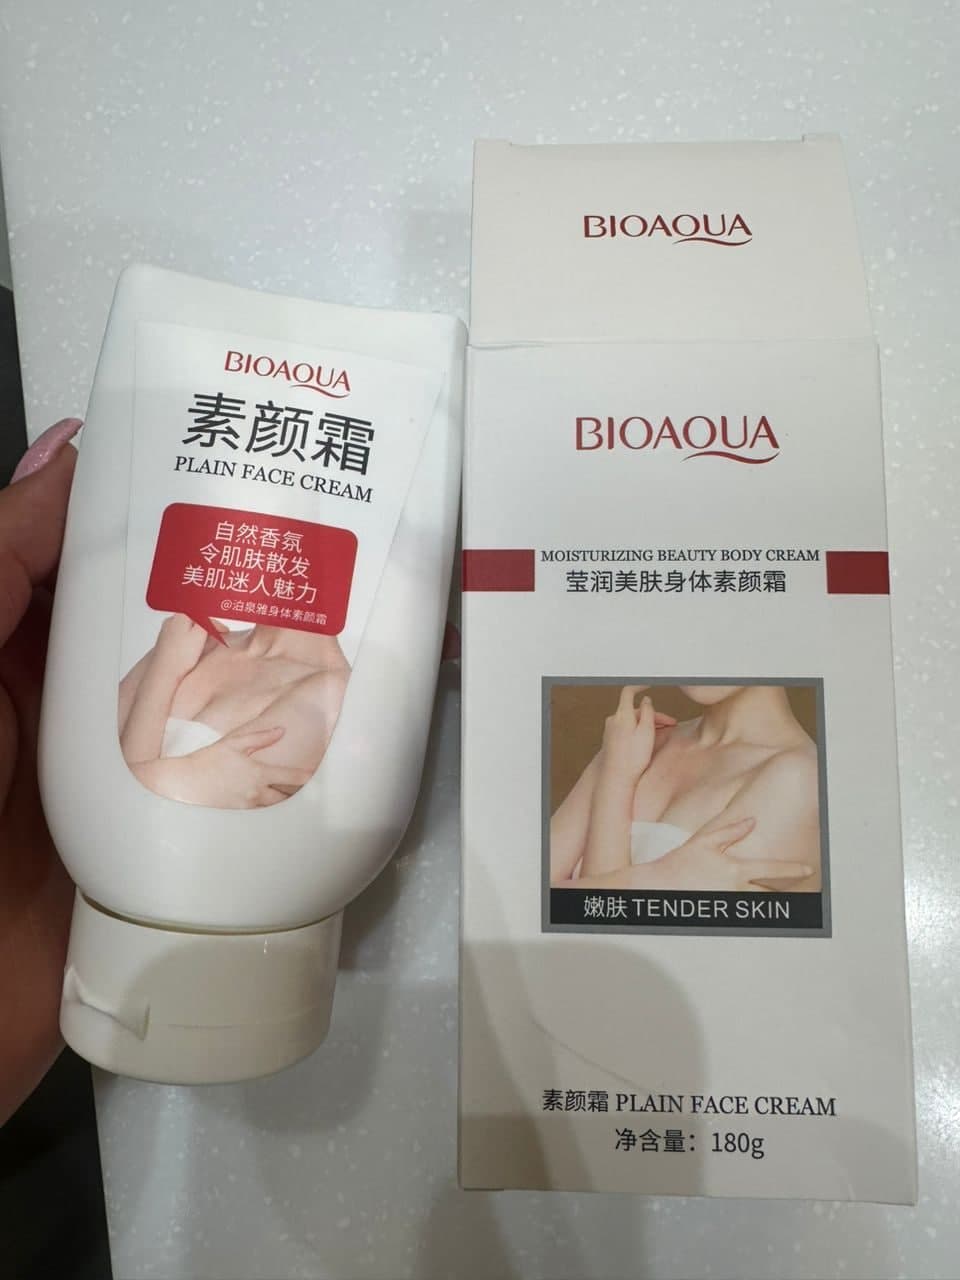 BIOAQUA
素颜霜
PLAIN FACE CREAM
自然香氛
令肌肤散发
美肌迷人魅力
@泊泉雅身体素颜霜
BIOAQUA
BIOAQUA
MOISTURIZING BEAUTY BODY CREAM
莹润美肤身体素颜霜
嫩肤 TENDER SKIN
素颜霜 PLAIN FACE CREAM
净含量：180g